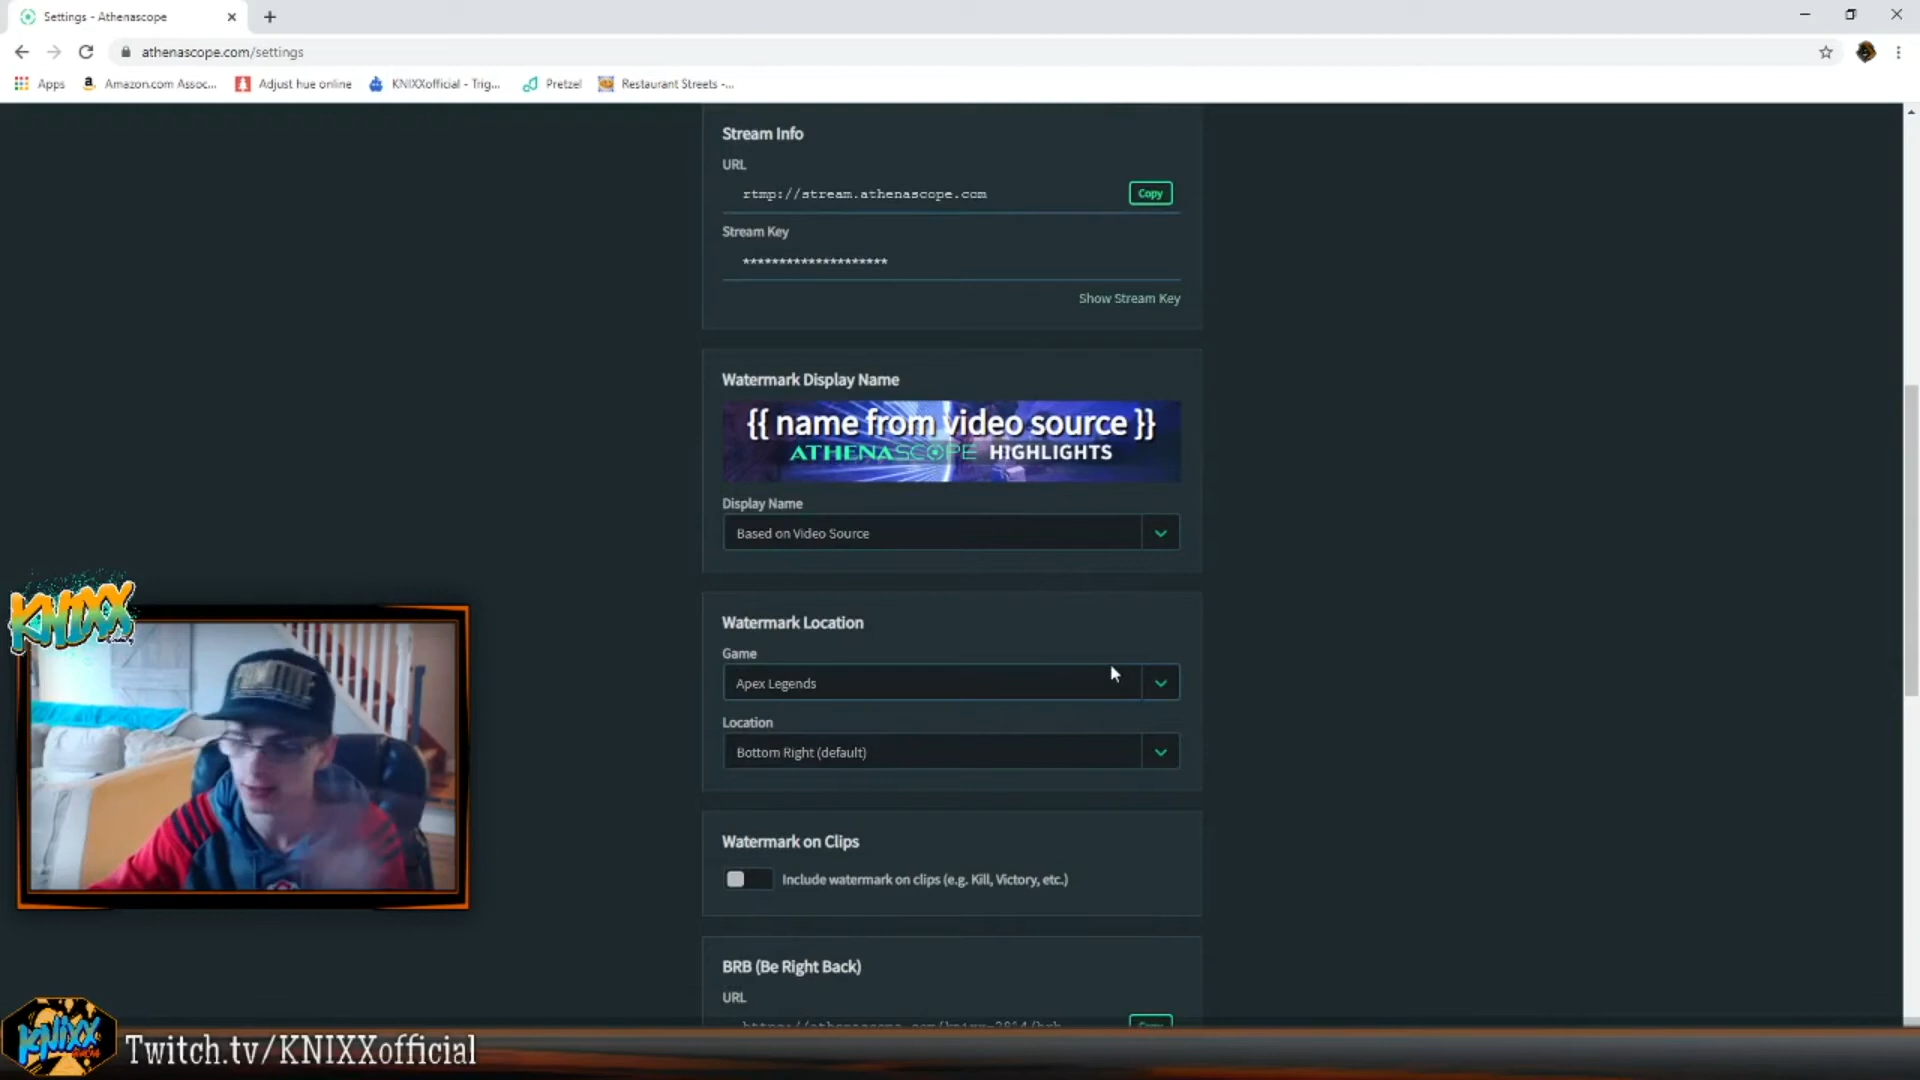 Settings - Athenascope
athenascope.com/settings
Apps
Amazon.com Assoc...
Adjust hue online
KNIXXofficial - Trig...
Pretzel
Restaurant Streets -...
Stream Info
URL
rtmp://stream.athenascope.com
Copy
Stream Key
********************
Show Stream Key
Watermark Display Name
{{ name from video source }}
ATHENASCOPE HIGHLIGHTS
Display Name
Based on Video Source
Watermark Location
Game
Apex Legends
Location
Bottom Right (default)
Watermark on Clips
Include watermark on clips (e.g. Kill, Victory, etc.)
BRB (Be Right Back)
URL
KNIXX
KNIXX
Twitch.tv/KNIXXofficial